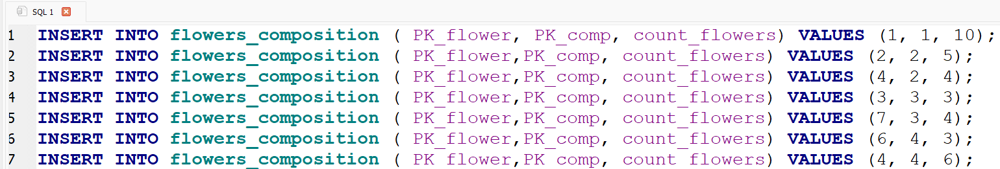 SQL 1
1 INSERT INTO flowers_composition ( PK_flower, PK_comp, count_flowers) VALUES (1, 1, 10);
2 INSERT INTO flowers_composition ( PK_flower,PK_comp, count_flowers) VALUES (2, 2, 5);
3 INSERT INTO flowers_composition ( PK_flower,PK_comp, count_flowers) VALUES (4, 2, 4);
4 INSERT INTO flowers_composition ( PK_flower,PK_comp, count_flowers) VALUES (3, 3, 3);
5 INSERT INTO flowers_composition ( PK_flower,PK_comp, count_flowers) VALUES (7, 3, 4);
6 INSERT INTO flowers_composition ( PK_flower,PK_comp, count_flowers) VALUES (6, 4, 3);
7 INSERT INTO flowers_composition ( PK_flower,PK_comp, count_flowers) VALUES (4, 4, 6);